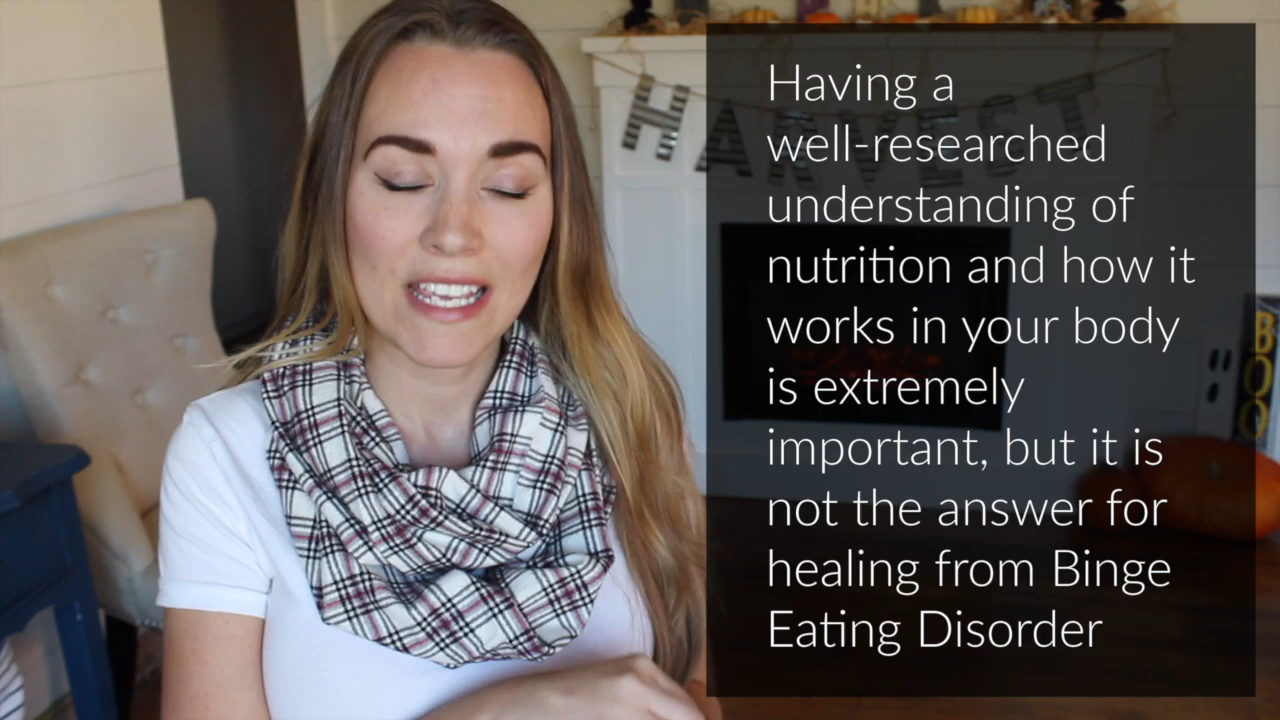 Having a
well-researched
understanding of
nutrition and how it
works in your body
is extremely
important, but it is
not the answer for
healing from Binge
Eating Disorder
HARVEST
BOO